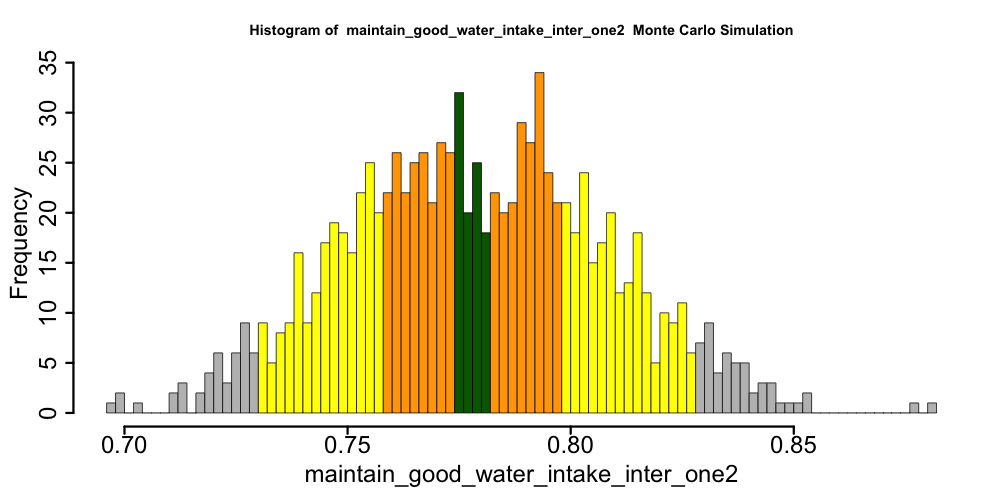 Histogram of maintain_good_water_intake_inter_one2 Monte Carlo Simulation
35
30
25
20
15
10
5
0
Frequency
0.70 0.75 0.80 0.85
maintain_good_water_intake_inter_one2